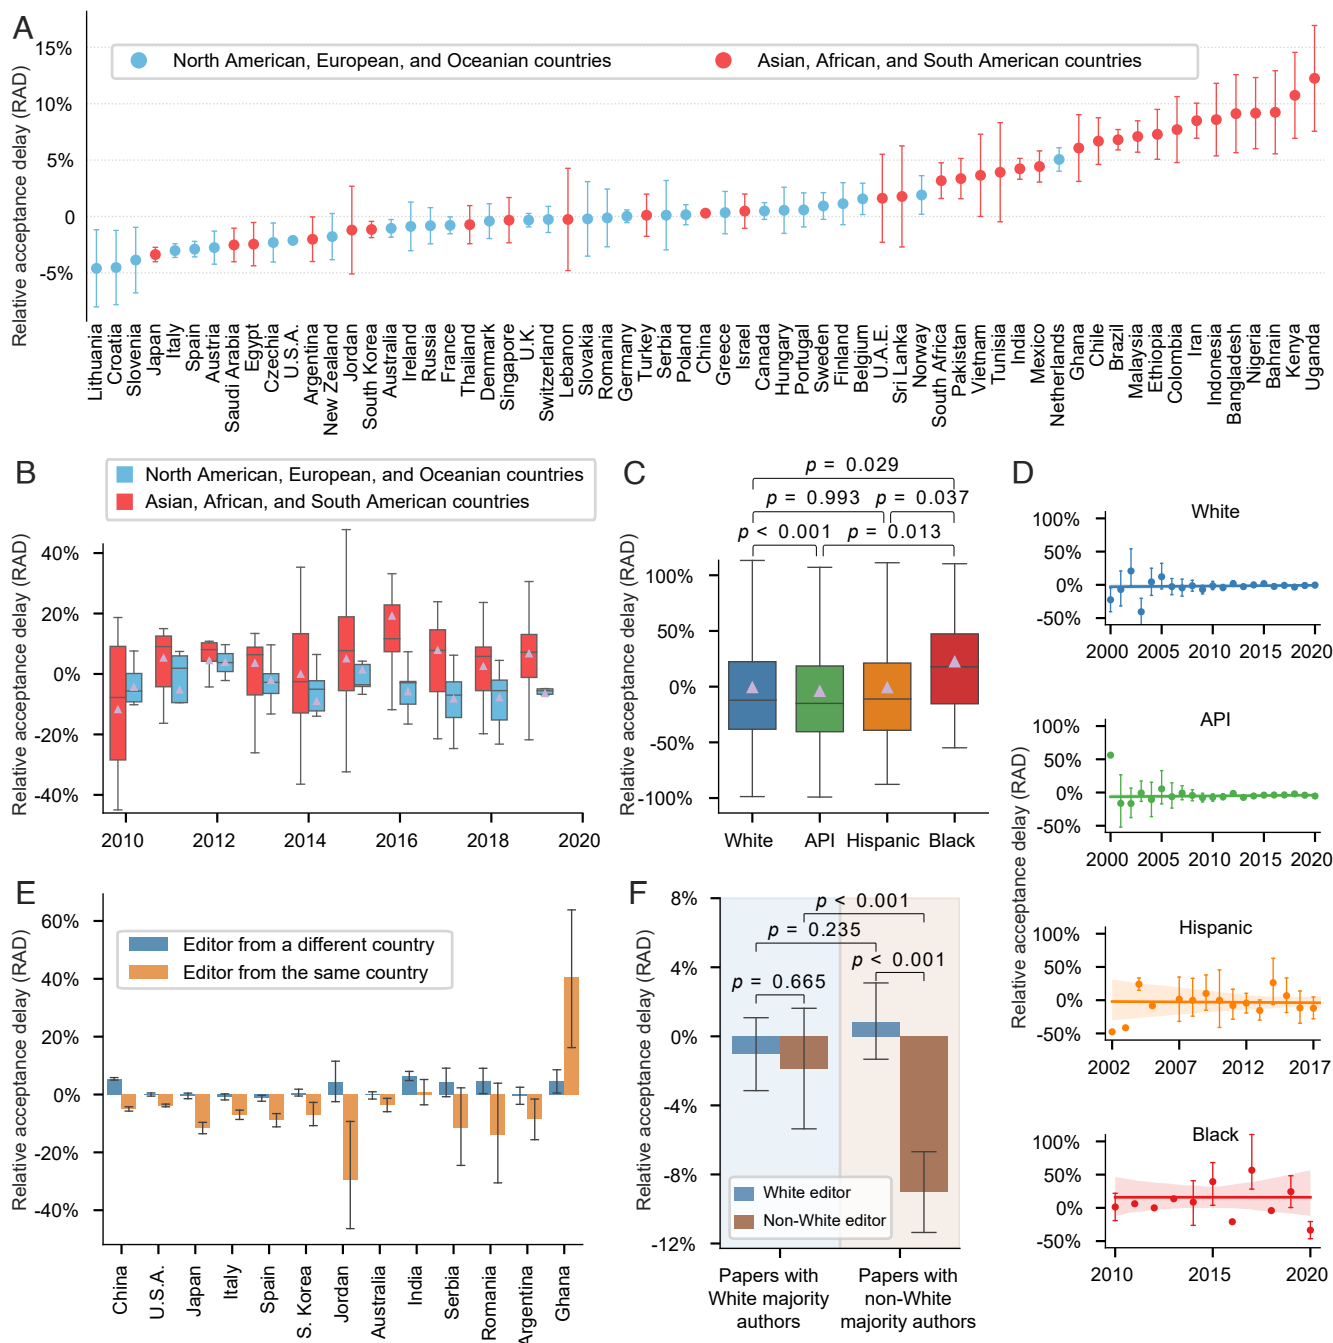 A
Relative acceptance delay (RAD)
15%
10%
5%
0
-5%
North American, European, and Oceanian countries
Asian, African, and South American countries
Lithuania
Croatia
Slovenia
Japan
Italy
Spain
Austria
Saudi Arabia
Egypt
Czechia
U.S.A.
Argentina
New Zealand
Jordan
South Korea
Australia
Ireland
Russia
France
Thailand
Denmark
Singapore
U.K.
Switzerland
Lebanon
Slovakia
Romania
Germany
Turkey
Serbia
Poland
China
Greece
Israel
Canada
Hungary
Portugal
Sweden
Finland
Belgium
U.A.E.
Sri Lanka
Norway
South Africa
Pakistan
Vietnam
Tunisia
India
Mexico
Netherlands
Ghana
Chile
Brazil
Malaysia
Ethiopia
Colombia
Iran
Indonesia
Bangladesh
Nigeria
Bahrain
Kenya
Uganda
B
North American, European, and Oceanian countries
Asian, African, and South American countries
Relative acceptance delay (RAD)
40%
20%
0%
-20%
-40%
2010
2012
2014
2016
2018
2020
C
p = 0.029
p = 0.993
p = 0.037
p < 0.001
p = 0.013
Relative acceptance delay (RAD)
100%
50%
0%
-50%
-100%
White
API
Hispanic
Black
D
Relative acceptance delay (RAD)
White
100%
50%
0%
-50%
2000
2005
2010
2015
2020
API
100%
50%
0%
-50%
2000
2005
2010
2015
2020
Hispanic
100%
50%
0%
-50%
2002
2007
2012
2017
Black
100%
50%
0%
-50%
2010
2015
2020
E
Relative acceptance delay (RAD)
60%
40%
20%
0%
-20%
-40%
Editor from a different country
Editor from the same country
China
U.S.A.
Japan
Italy
Spain
S. Korea
Jordan
Australia
India
Serbia
Romania
Argentina
Ghana
F
Relative acceptance delay (RAD)
8%
4%
0%
-4%
-8%
-12%
p < 0.001
p = 0.235
p < 0.001
p = 0.665
White editor
Non-White editor
Papers with
White majority
authors
Papers with
non-White
majority authors